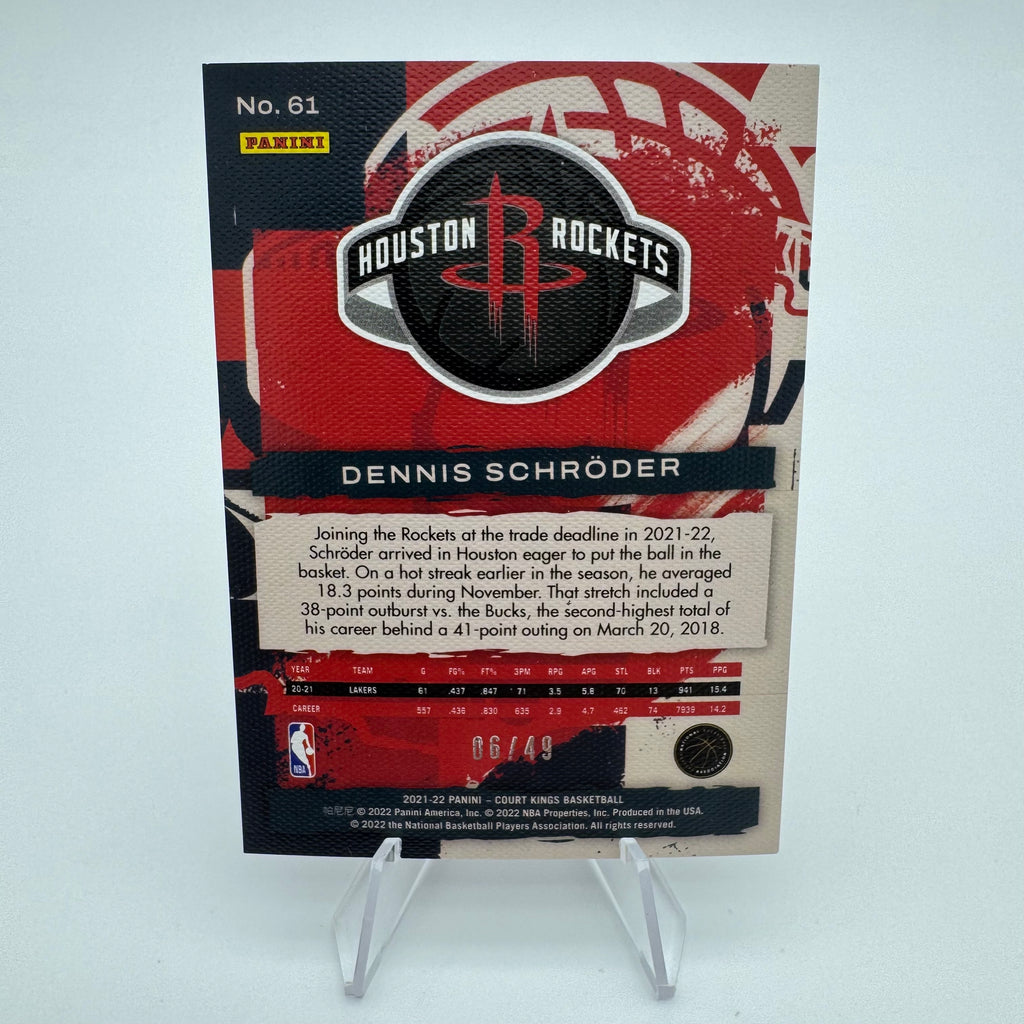 No. 61
PANINI
HOUSTON ROCKETS
DENNIS SCHRÖDER
Joining the Rockets at the trade deadline in 2021-22,
Schröder arrived in Houston eager to put the ball in the
basket. On a hot streak earlier in the season, he averaged
18.3 points during November. That stretch included a
38-point outburst vs. the Bucks, the second-highest total of
his career behind a 41-point outing on March 20, 2018.
YEAR TEAM G FG% FT% 3PM RPG APG STL BLK PTS PPG
20-21 LAKERS 61 .437 .847 71 3.5 5.8 70 13 941 15.4
CAREER 557 .436 .830 635 2.9 4.7 462 74 7939 14.2
06/49
NBA
NATIONAL BASKETBALL
ASSOCIATION
2021-22 PANINI – COURT KINGS BASKETBALL
帕尼尼 © 2022 Panini America, Inc. © 2022 NBA Properties, Inc. Produced in the USA.
© 2022 the National Basketball Players Association. All rights reserved.